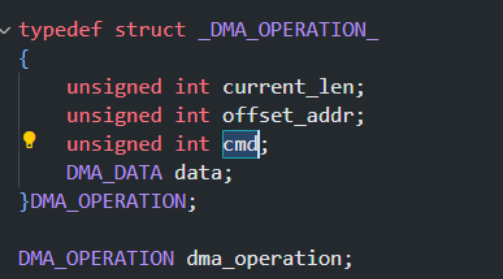 typedef struct _DMA_OPERATION_
{
    unsigned int current_len;
    unsigned int offset_addr;
    unsigned int cmd;
    DMA_DATA data;
}DMA_OPERATION;
DMA_OPERATION dma_operation;